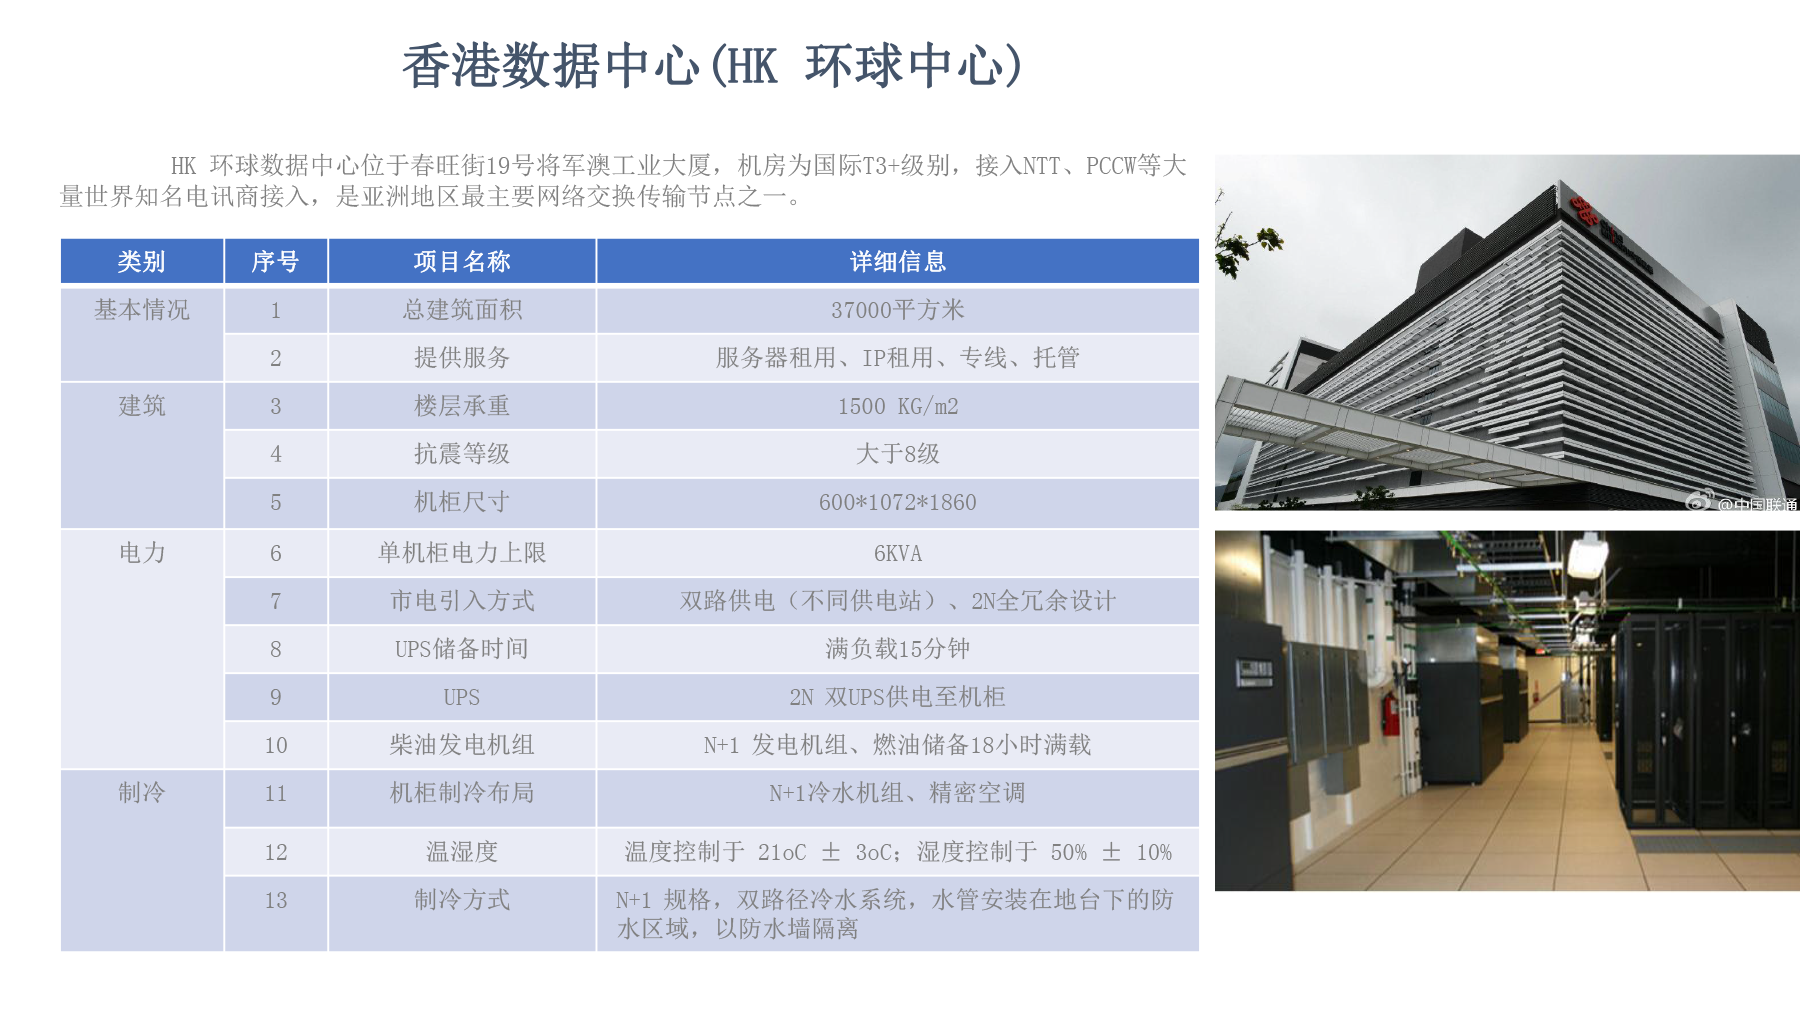 香港数据中心(HK 环球中心)
HK 环球数据中心位于春旺街19号将军澳工业大厦，机房为国际T3+级别，接入NTT、PCCW等大
量世界知名电讯商接入，是亚洲地区最主要网络交换传输节点之一。
类别 序号 项目名称 详细信息
基本情况 1 总建筑面积 37000平方米
2 提供服务 服务器租用、IP租用、专线、托管
建筑 3 楼层承重 1500 KG/m2
4 抗震等级 大于8级
5 机柜尺寸 600*1072*1860
电力 6 单机柜电力上限 6KVA
7 市电引入方式 双路供电（不同供电站）、2N全冗余设计
8 UPS储备时间 满负载15分钟
9 UPS 2N 双UPS供电至机柜
10 柴油发电机组 N+1 发电机组、燃油储备18小时满载
制冷 11 机柜制冷布局 N+1冷水机组、精密空调
12 温湿度 温度控制于 21oC ± 3oC；湿度控制于 50% ± 10%
13 制冷方式 N+1 规格，双路径冷水系统，水管安装在地台下的防
水区域，以防水墙隔离
@中国联通